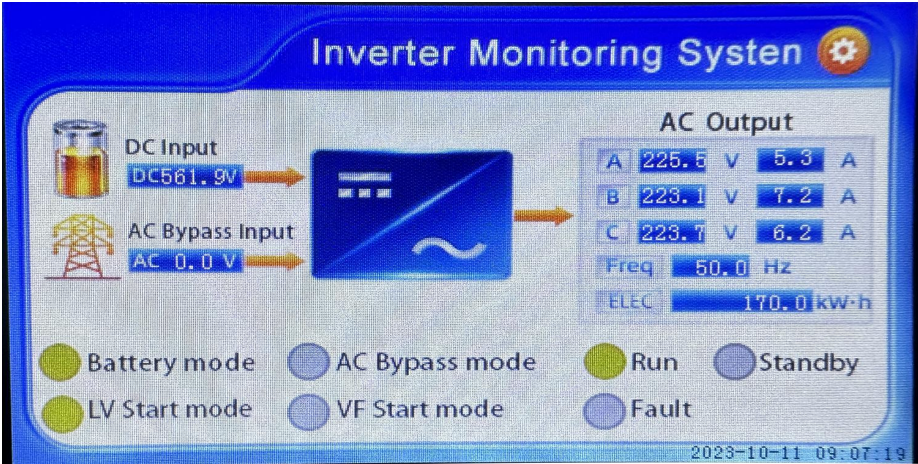 Inverter Monitoring Systen
DC Input
DC561.9V
AC Bypass Input
AC 0.0 V
AC Output
A 225.5 V 5.3 A
B 223.1 V 7.2 A
C 223.7 V 6.2 A
Freq 50.0 Hz
ELEC 170.0 kW·h
Battery mode
AC Bypass mode
Run
Standby
LV Start mode
VF Start mode
Fault
2023-10-11 09:07:19